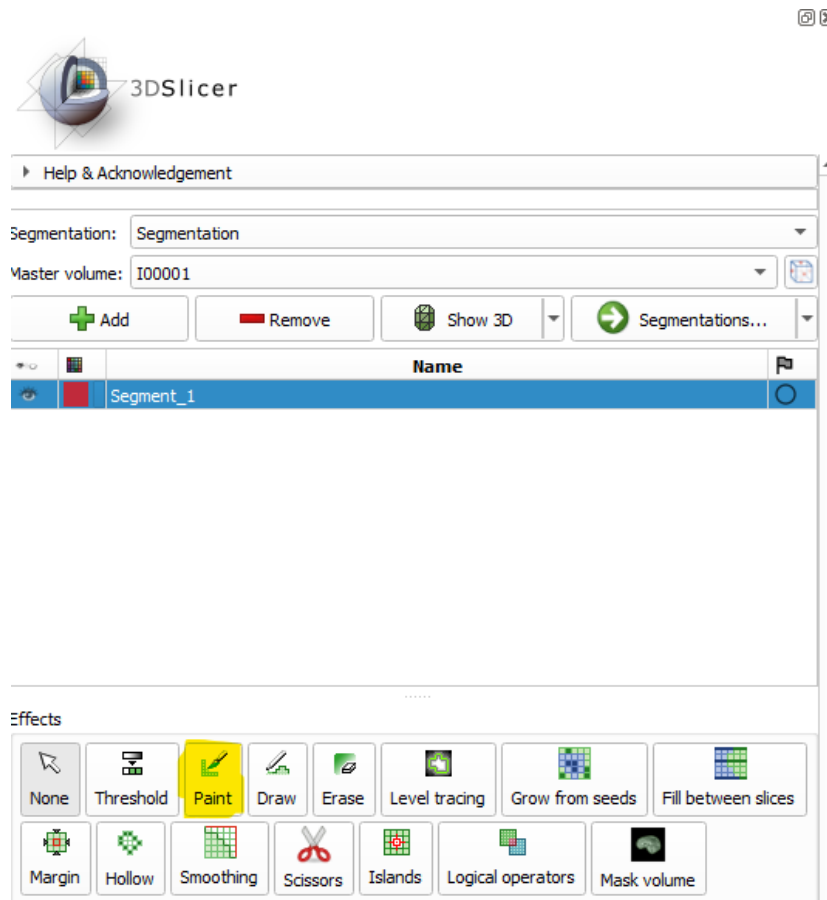 3DSlicer
Help & Acknowledgement
Segmentation: Segmentation
Master volume: I00001
Add Remove Show 3D Segmentations...
Name
Segment_1
Effects
None Threshold Paint Draw Erase Level tracing Grow from seeds Fill between slices
Margin Hollow Smoothing Scissors Islands Logical operators Mask volume